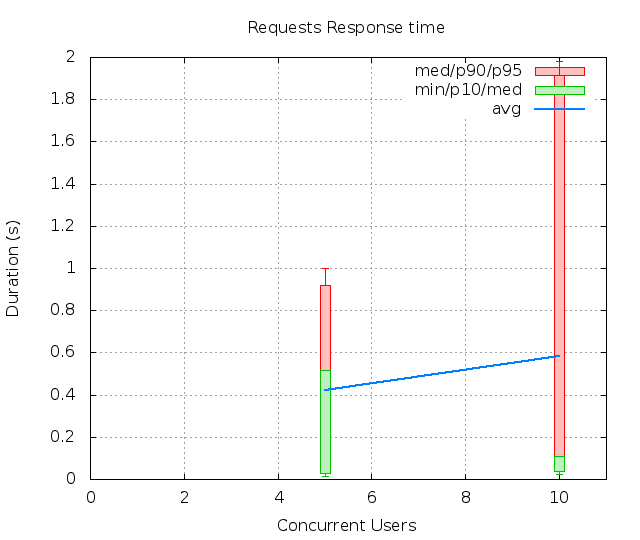 Requests Response time
2
1.8
1.6
1.4
1.2
1
0.8
0.6
0.4
0.2
0
med/p90/p95
min/p10/med
avg
Duration (s)
0 2 4 6 8 10
Concurrent Users